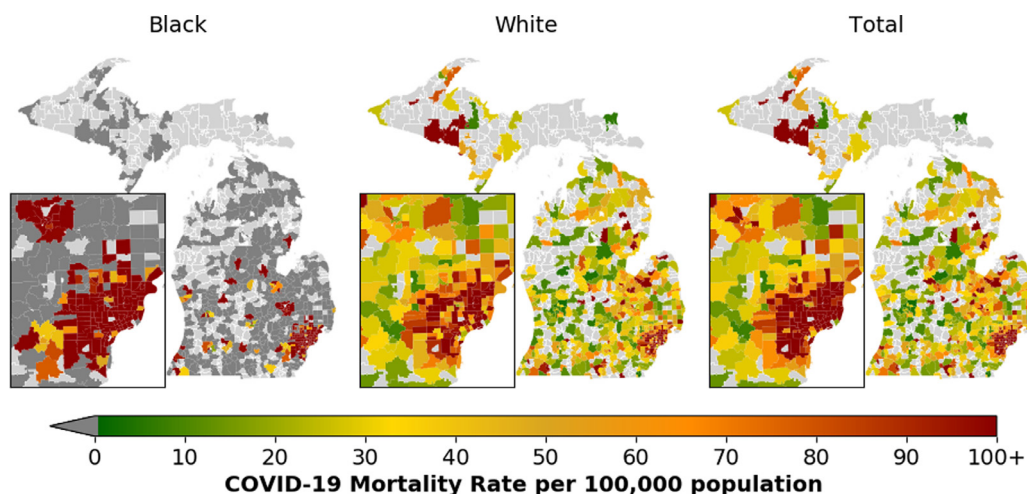 Black White Total
0 10 20 30 40 50 60 70 80 90 100+
COVID-19 Mortality Rate per 100,000 population